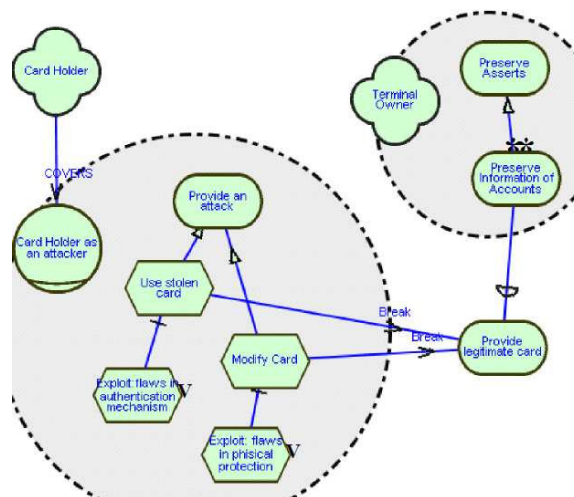 Card Holder
Preserve
Asserts
Terminal
Owner
COVERS
Preserve
Information of
Accounts
Provide an
attack
Card Holder as
an attacker
Use stolen
card
Break
Break
Provide
legitimate card
Modify Card
Exploit:flaws in
authentication
mechanism
V
Exploit: flaws
in phisical
protection
V